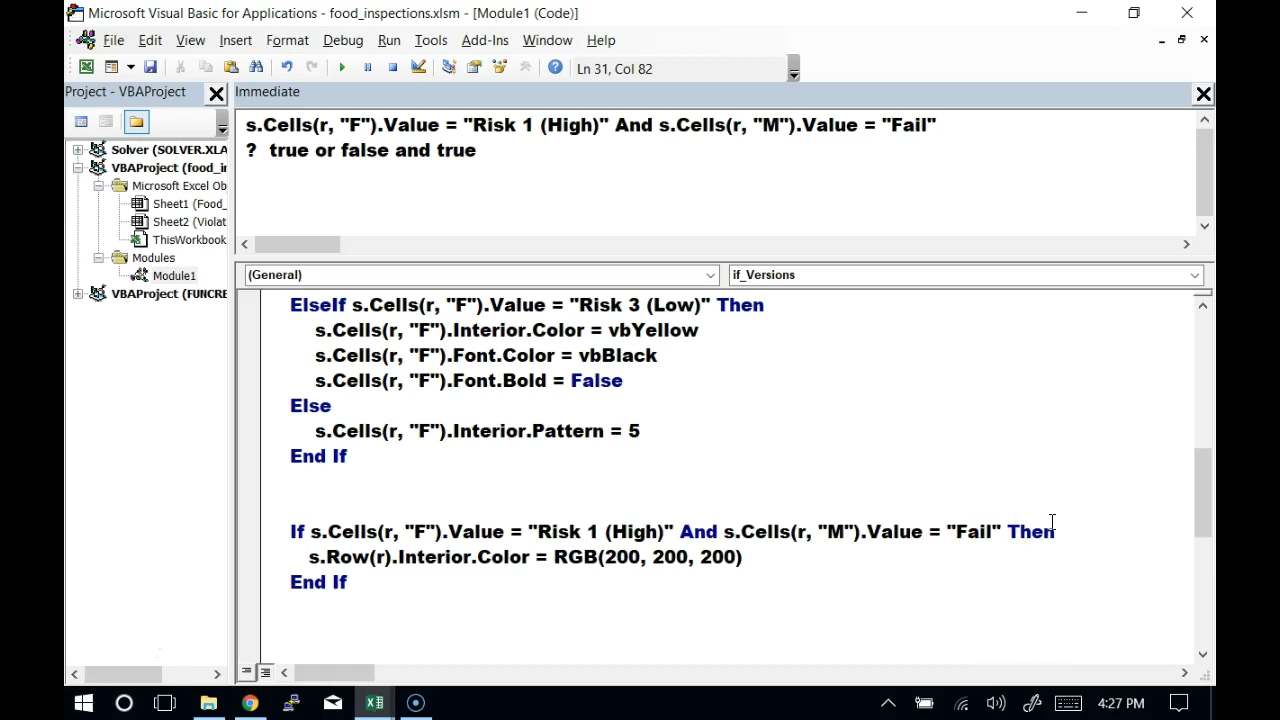 Microsoft Visual Basic for Applications - food_inspections.xlsm - [Module1 (Code)]
File Edit View Insert Format Debug Run Tools Add-Ins Window Help
Ln 31, Col 82
Project - VBAProject
Immediate
s.Cells(r, "F").Value = "Risk 1 (High)" And s.Cells(r, "M").Value = "Fail"
? true or false and true
Solver (SOLVER.XLA
VBAProject (food_ir
Microsoft Excel Ob
Sheet1 (Food_
Sheet2 (Violat
ThisWorkbook
Modules
Module1
VBAProject (FUNCRE
(General)
if_Versions
ElseIf s.Cells(r, "F").Value = "Risk 3 (Low)" Then
s.Cells(r, "F").Interior.Color = vbYellow
s.Cells(r, "F").Font.Color = vbBlack
s.Cells(r, "F").Font.Bold = False
Else
s.Cells(r, "F").Interior.Pattern = 5
End If
If s.Cells(r, "F").Value = "Risk 1 (High)" And s.Cells(r, "M").Value = "Fail" Then
s.Row(r).Interior.Color = RGB(200, 200, 200)
End If
4:27 PM